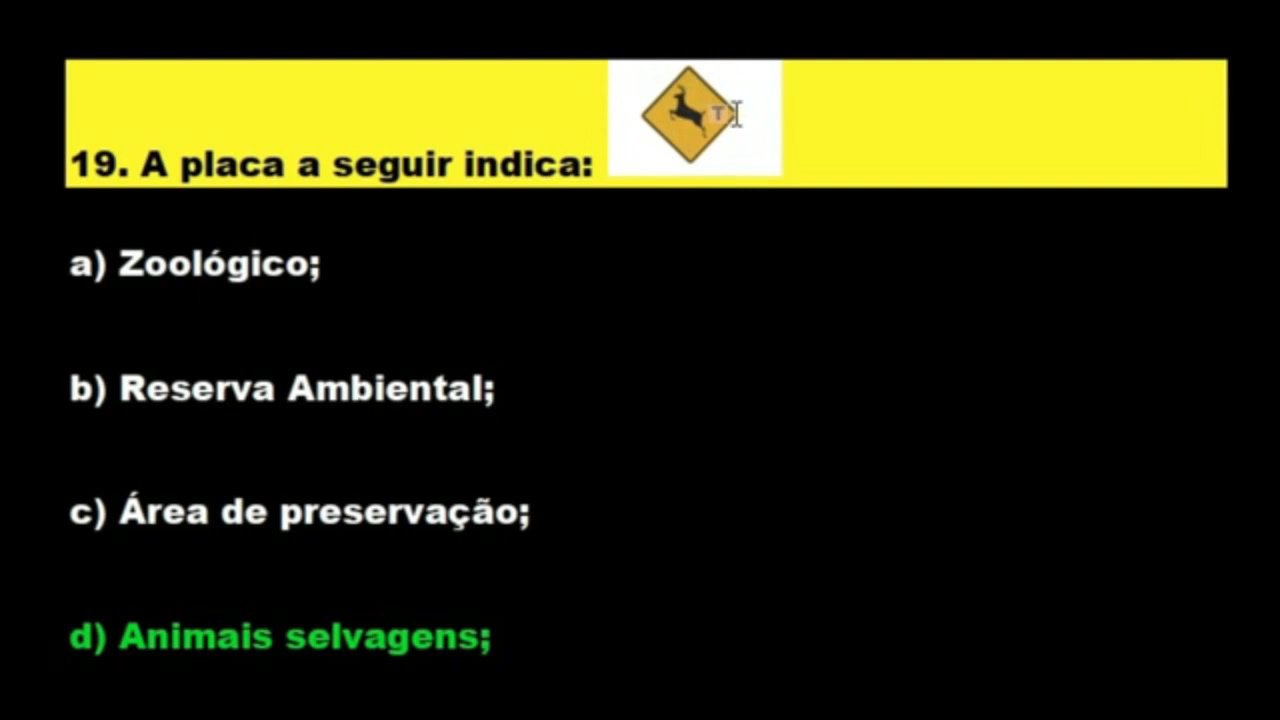 19. A placa a seguir indica:
a) Zoológico;
b) Reserva Ambiental;
c) Área de preservação;
d) Animais selvagens;